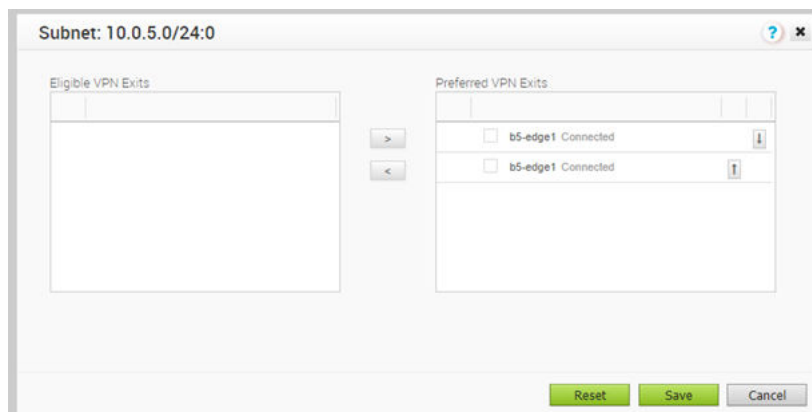 Subnet: 10.0.5.0/24:0
?
Eligible VPN Exits
Preferred VPN Exits
>
<
b5-edge1 Connected
b5-edge1 Connected
Reset Save Cancel